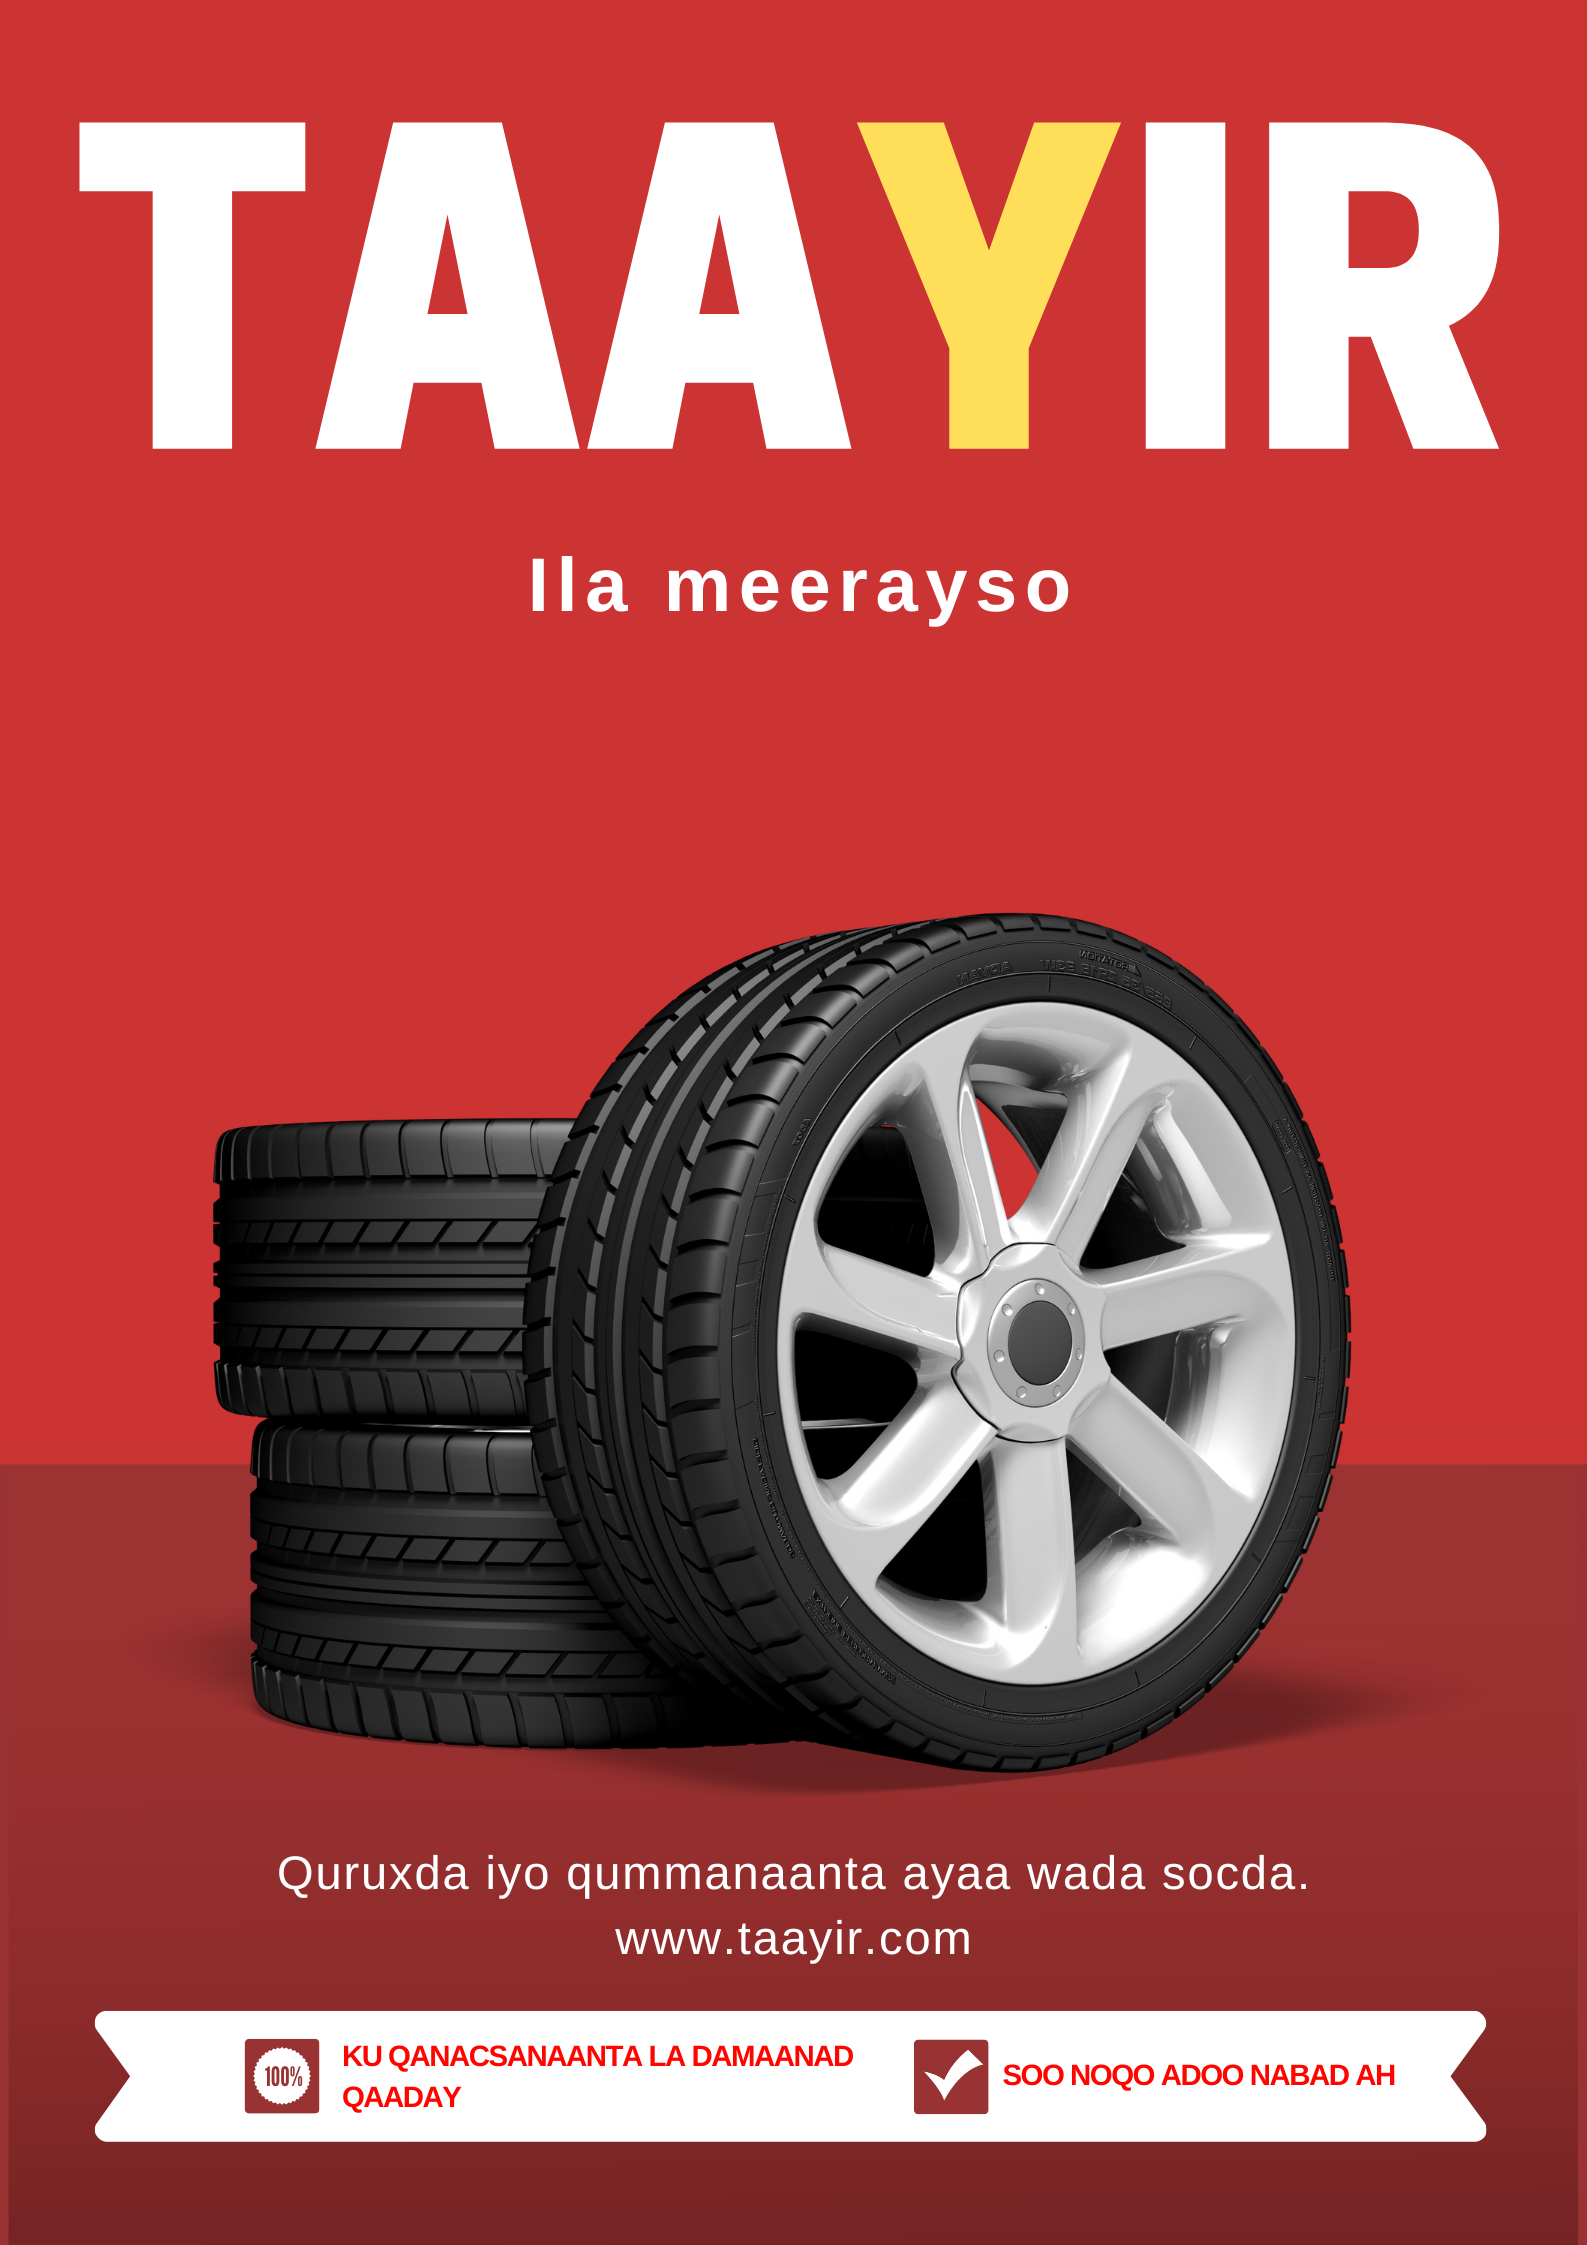 TAAYIR
Ila meerayso
Quruxda iyo qummanaanta ayaa wada socda.
www.taayir.com
100%
KU QANACSANAANTA LA DAMAANAD
QAADAY
SOO NOQO ADOO NABAD AH